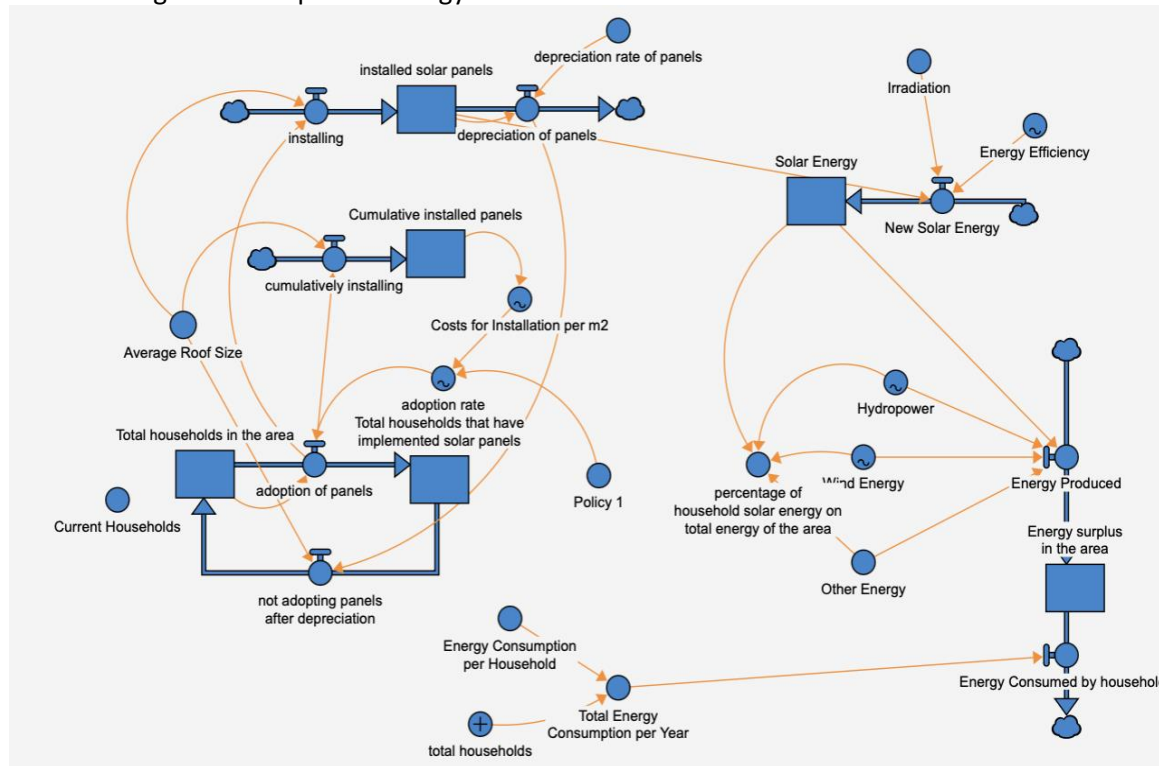 depreciation rate of panels
installed solar panels
Irradiation
installing
depreciation of panels
Energy Efficiency
Solar Energy
Cumulative installed panels
New Solar Energy
cumulatively installing
Costs for Installation per m2
Average Roof Size
adoption rate
Hydropower
Total households that have
implemented solar panels
Total households in the area
adoption of panels
Policy 1
Wind Energy
Energy Produced
Current Households
percentage of
household solar energy on
total energy of the area
Energy surplus
in the area
Other Energy
not adopting panels
after depreciation
Energy Consumption
per Household
Energy Consumed by househol
Total Energy
Consumption per Year
total households